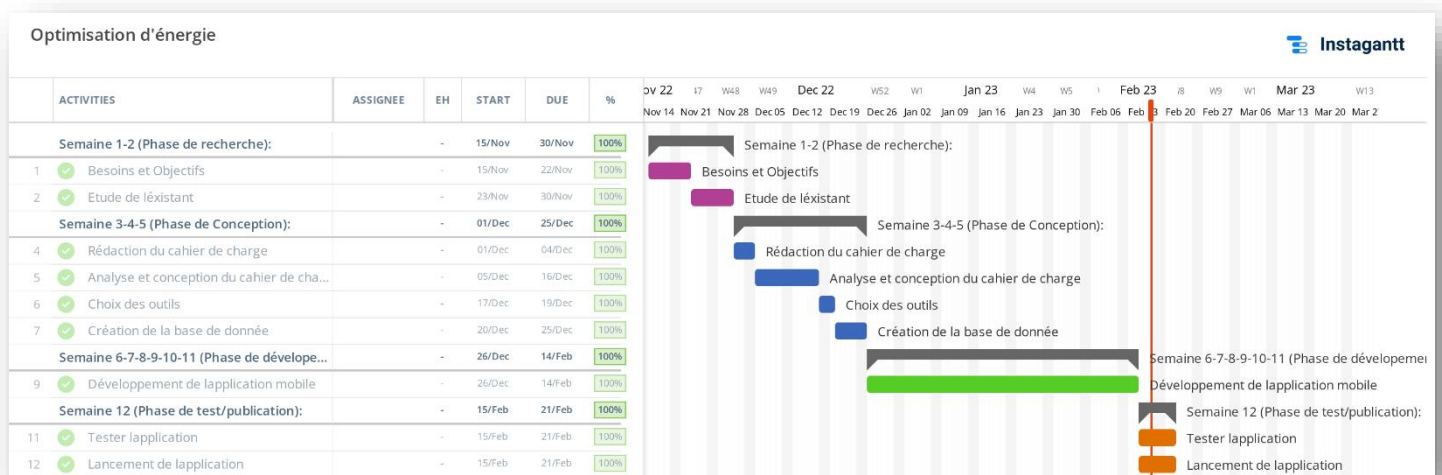 Optimisation d'énergie
Instagantt
ACTIVITIES ASSIGNEE EH START DUE %
Dec 22 Jan 23 Feb 23 Mar 23
W48 W49 W52 W1 W4 W5 W9 W1 W13
Nov 14 Nov 21 Nov 28 Dec 05 Dec 12 Dec 19 Dec 26 Jan 02 Jan 09 Jan 16 Jan 23 Jan 30 Feb 06 Feb Feb 20 Feb 27 Mar 06 Mar 13 Mar 20 Mar 2
Semaine 1-2 (Phase de recherche): - 15/Nov 30/Nov 100% Semaine 1-2 (Phase de recherche):
1 Besoins et Objectifs - 15/Nov 22/Nov 100% Besoins et Objectifs
2 Etude de léxistant - 23/Nov 30/Nov 100% Etude de léxistant
Semaine 3-4-5 (Phase de Conception): - 01/Dec 25/Dec 100% Semaine 3-4-5 (Phase de Conception):
4 Rédaction du cahier de charge - 01/Dec 04/Dec 100% Rédaction du cahier de charge
5 Analyse et conception du cahier de cha... - 05/Dec 16/Dec 100% Analyse et conception du cahier de charge
6 Choix des outils - 17/Dec 19/Dec 100% Choix des outils
7 Création de la base de donnée - 20/Dec 25/Dec 100% Création de la base de donnée
Semaine 6-7-8-9-10-11 (Phase de dévelope... - 26/Dec 14/Feb 100% Semaine 6-7-8-9-10-11 (Phase de dévelopemer
9 Développement de lapplication mobile - 26/Dec 14/Feb 100% Développement de lapplication mobile
Semaine 12 (Phase de test/publication): - 15/Feb 21/Feb 100% Semaine 12 (Phase de test/publication):
11 Tester lapplication - 15/Feb 21/Feb 100% Tester lapplication
12 Lancement de lapplication - 15/Feb 21/Feb 100% Lancement de lapplication